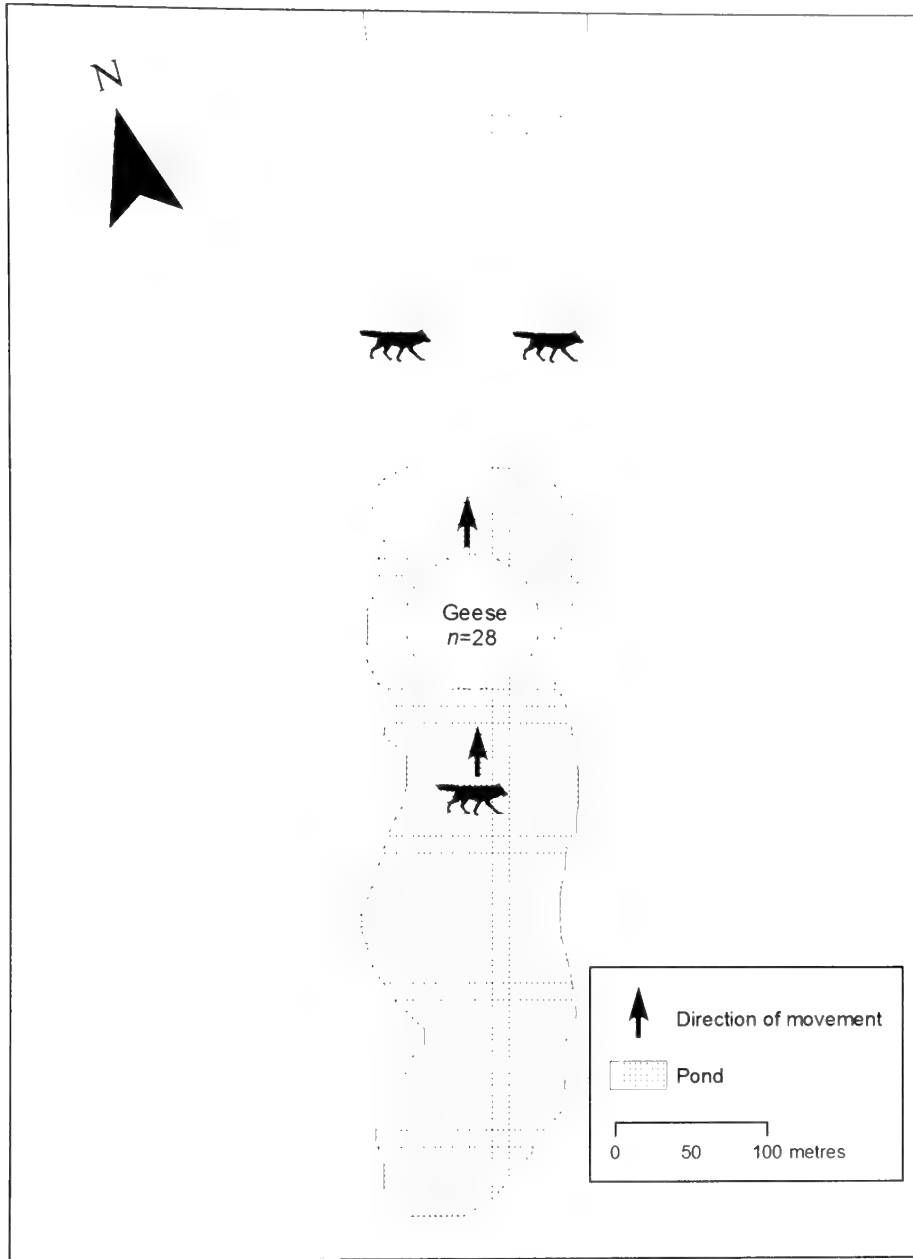 N
Geese
n=28
Direction of movement
Pond
0 50 100 metres